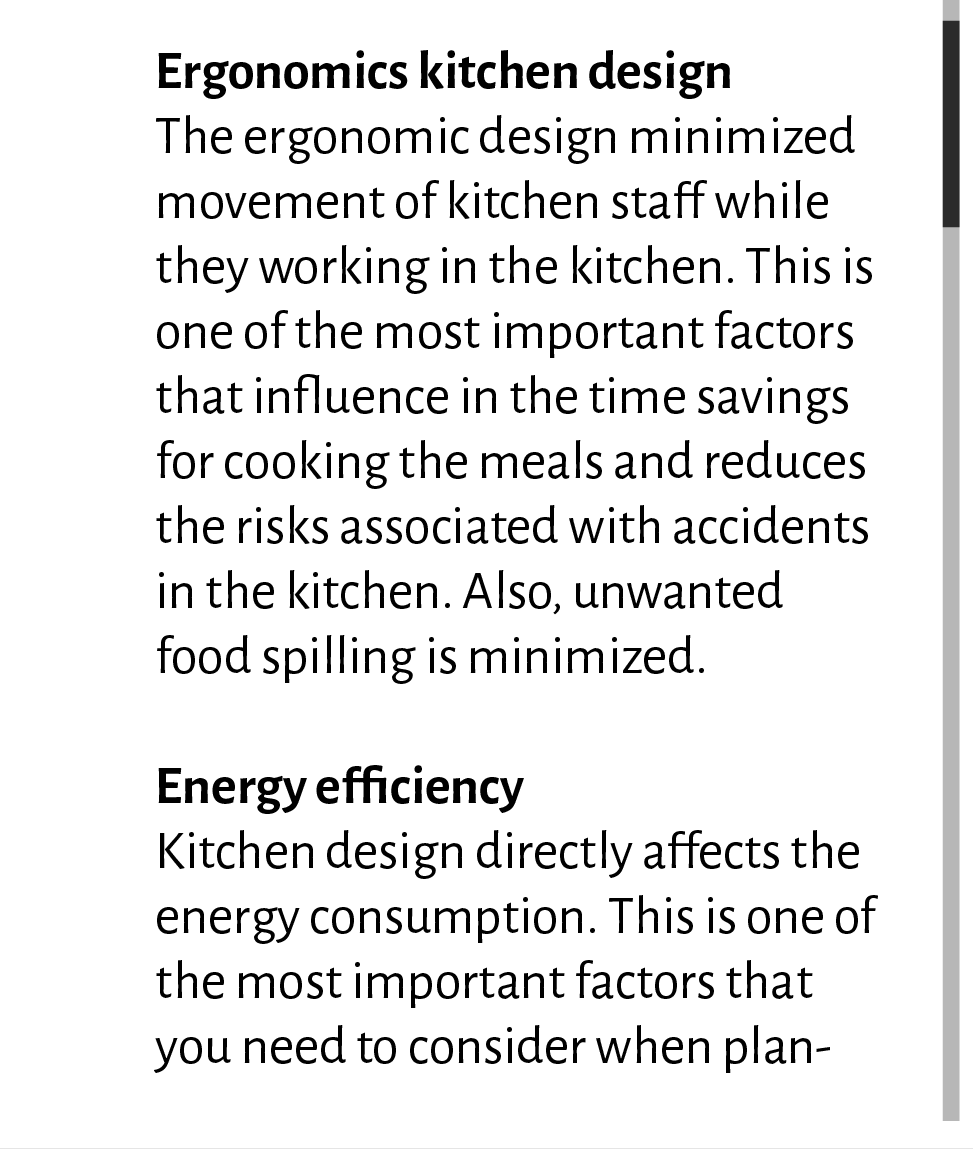 Ergonomics kitchen design
The ergonomic design minimized
movement of kitchen staff while
they working in the kitchen. This is
one of the most important factors
that influence in the time savings
for cooking the meals and reduces
the risks associated with accidents
in the kitchen. Also, unwanted
food spilling is minimized.
Energy efficiency
Kitchen design directly affects the
energy consumption. This is one of
the most important factors that
you need to consider when plan-